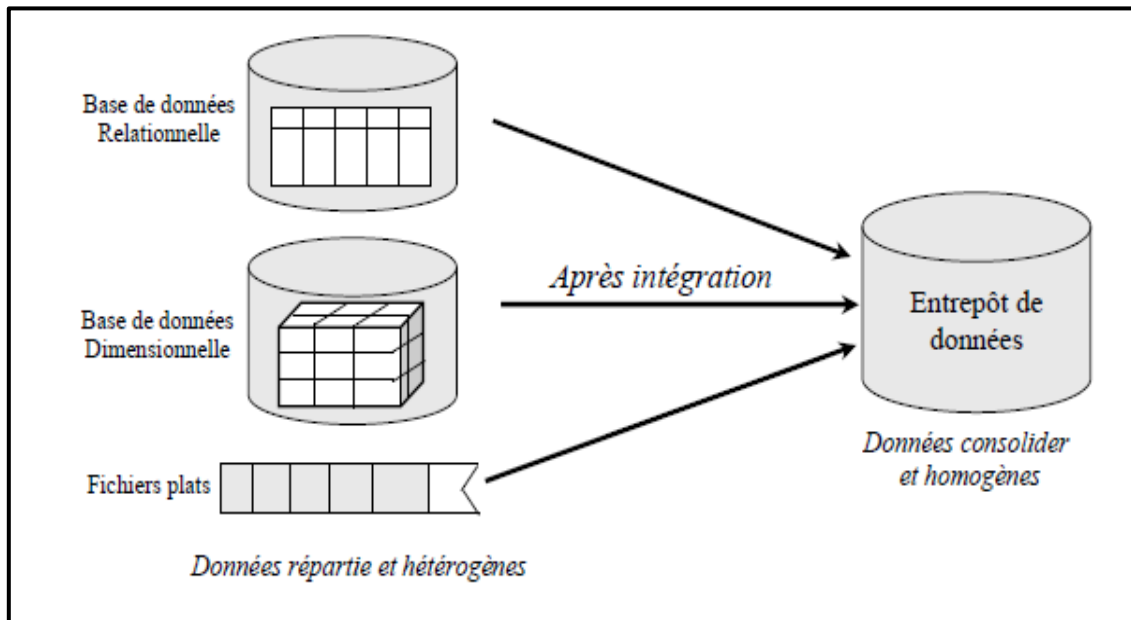 Base de données
Relationnelle
Après intégration
Base de données
Dimensionnelle
Entrepôt de
données
Données consolider
et homogènes
Fichiers plats
Données répartie et hétérogènes